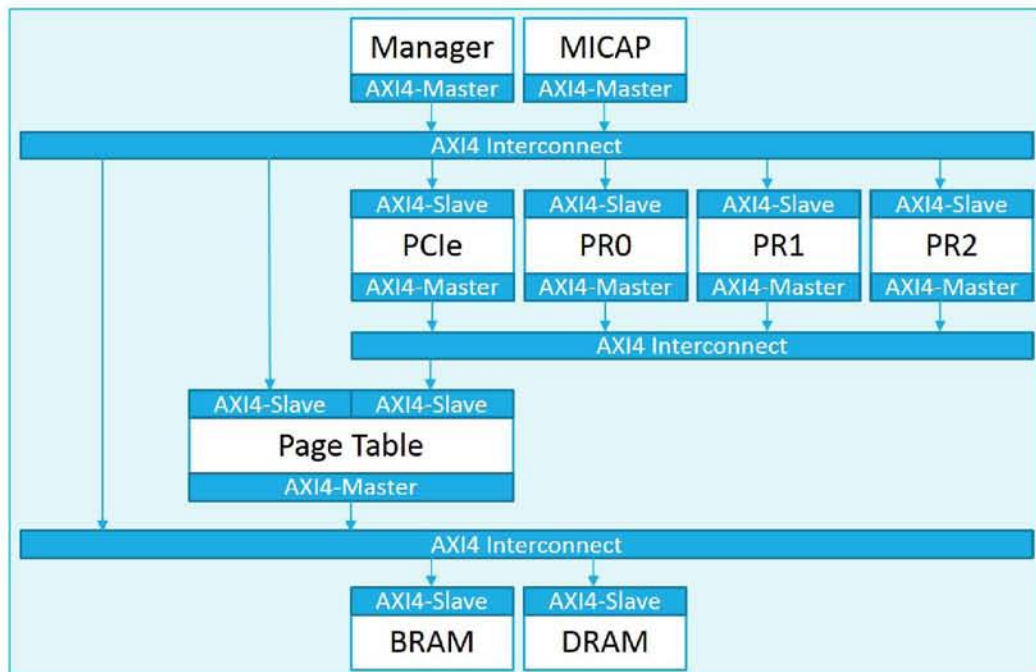 Manager MICAP
AXI4-Master AXI4-Master
AXI4 Interconnect
AXI4-Slave AXI4-Slave AXI4-Slave AXI4-Slave
PCIe PR0 PR1 PR2
AXI4-Master AXI4-Master AXI4-Master AXI4-Master
AXI4 Interconnect
AXI4-Slave AXI4-Slave
Page Table
AXI4-Master
AXI4 Interconnect
AXI4-Slave AXI4-Slave
BRAM DRAM